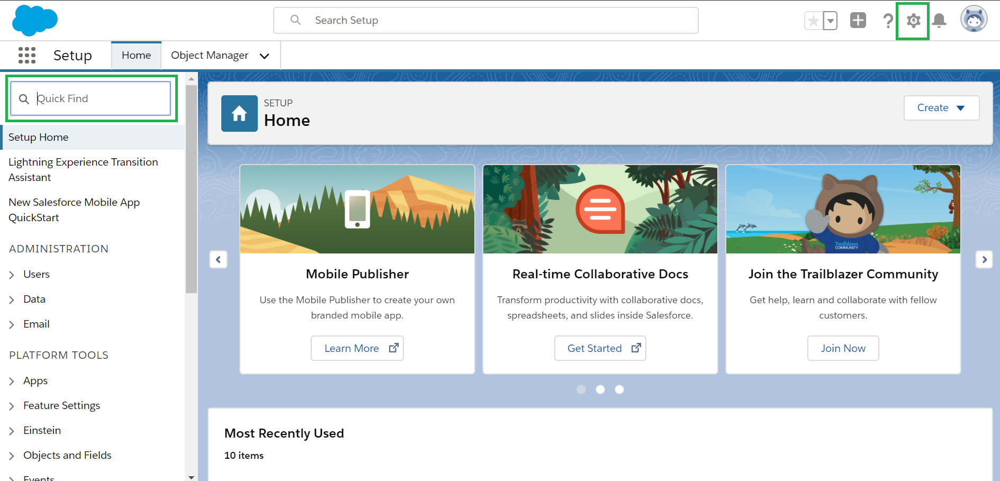 Search Setup
Setup
Home
Object Manager
Quick Find
Setup Home
Lightning Experience Transition
Assistant
New Salesforce Mobile App
QuickStart
ADMINISTRATION
Users
Data
Email
PLATFORM TOOLS
Apps
Feature Settings
Einstein
Objects and Fields
Events
SETUP
Home
Create
Mobile Publisher
Use the Mobile Publisher to create your own
branded mobile app.
Learn More
Real-time Collaborative Docs
Transform productivity with collaborative docs,
spreadsheets, and slides inside Salesforce.
Get Started
Trailblazer
COMMUNITY
Join the Trailblazer Community
Get help, learn and collaborate with fellow
customers.
Join Now
Most Recently Used
10 items